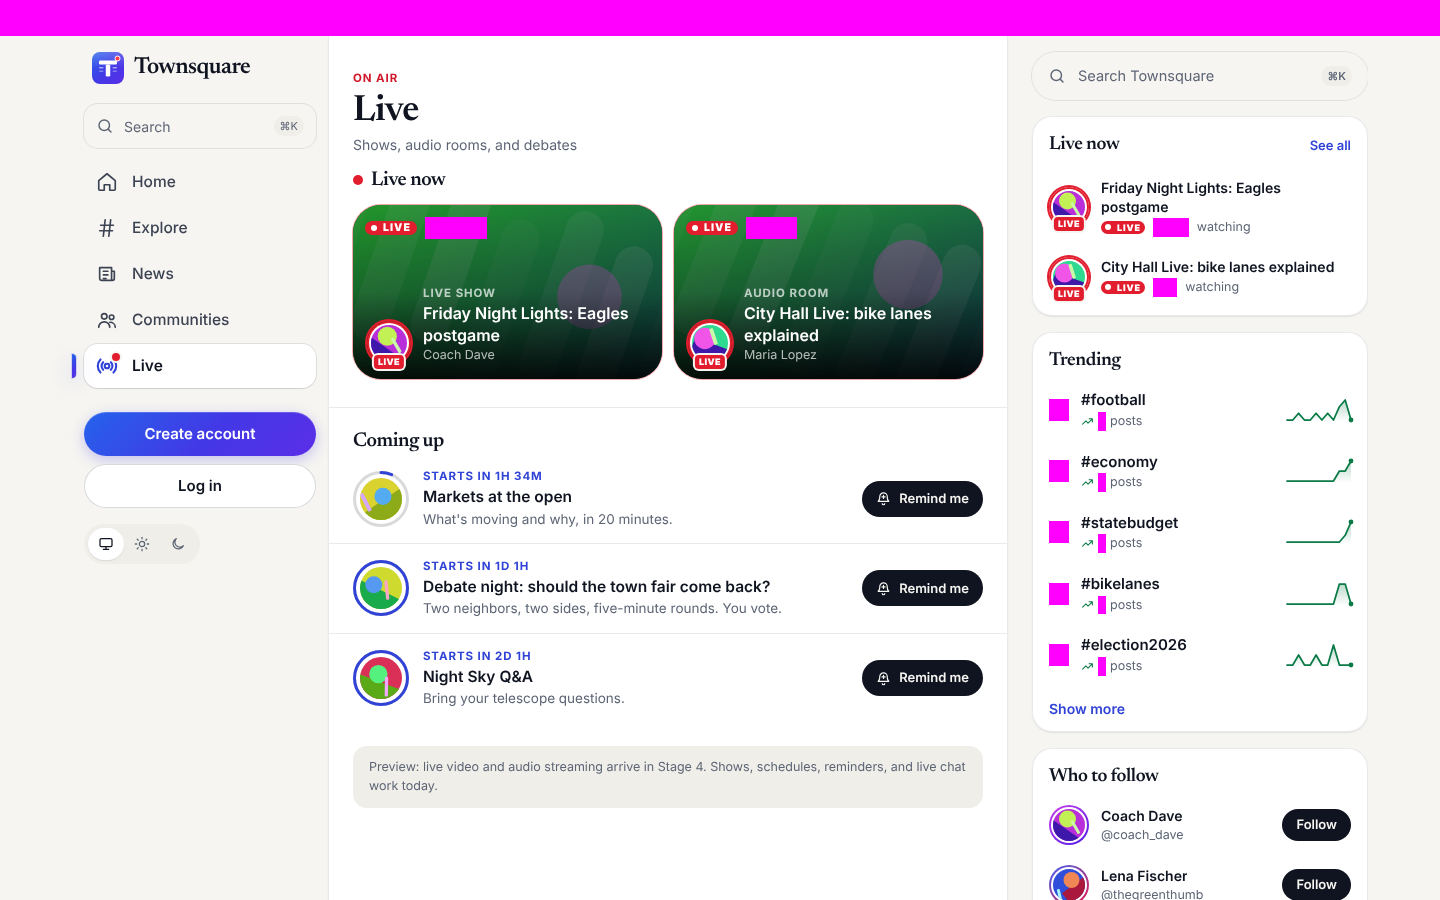 Townsquare
Search
⌘K
Home
Explore
News
Communities
Live
Create account
Log in
ON AIR
Live
Shows, audio rooms, and debates
Live now
LIVE
LIVE SHOW
Friday Night Lights: Eagles
postgame
Coach Dave
LIVE
LIVE
AUDIO ROOM
City Hall Live: bike lanes
explained
Maria Lopez
LIVE
Coming up
STARTS IN 1H 34M
Markets at the open
What's moving and why, in 20 minutes.
Remind me
STARTS IN 1D 1H
Debate night: should the town fair come back?
Two neighbors, two sides, five-minute rounds. You vote.
Remind me
STARTS IN 2D 1H
Night Sky Q&A
Bring your telescope questions.
Remind me
Preview: live video and audio streaming arrive in Stage 4. Shows, schedules, reminders, and live chat
work today.
Search Townsquare
⌘K
Live now
See all
Friday Night Lights: Eagles
postgame
LIVE
LIVE watching
City Hall Live: bike lanes explained
LIVE
LIVE watching
Trending
#football
posts
#economy
posts
#statebudget
posts
#bikelanes
posts
#election2026
posts
Show more
Who to follow
Coach Dave
@coach_dave
Follow
Lena Fischer
@thegreenthumb
Follow